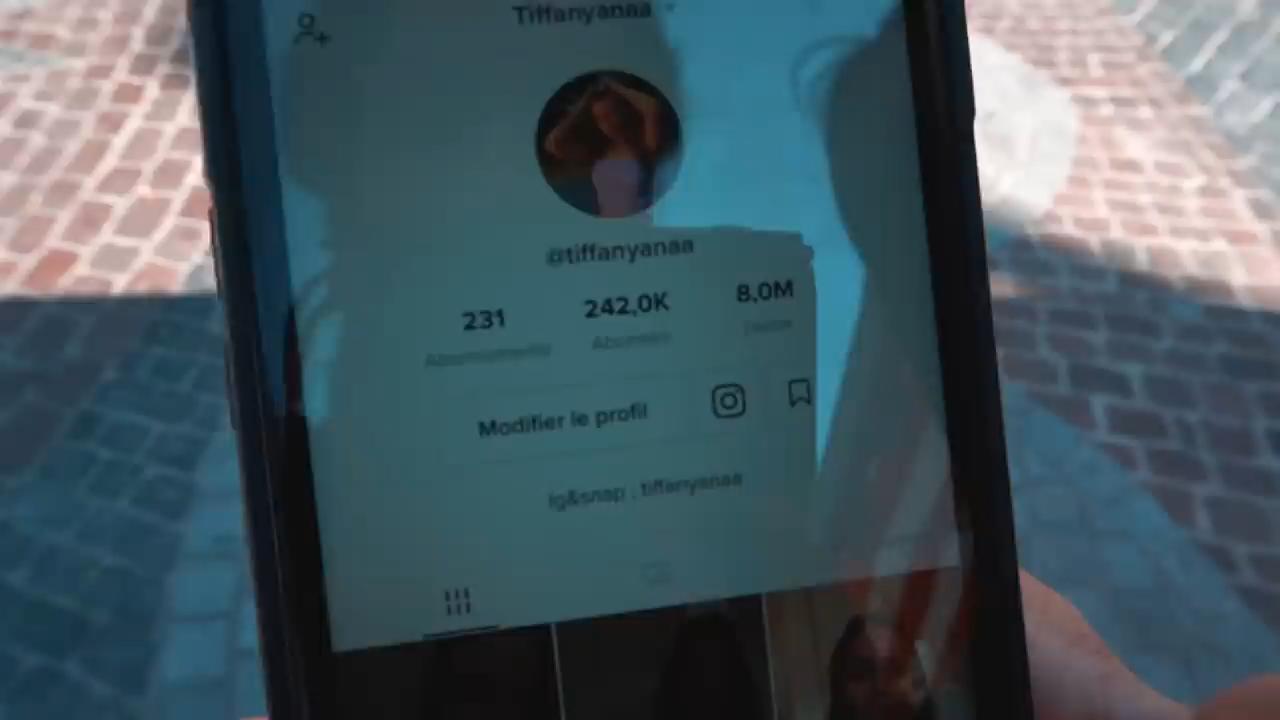 Tiffanyanaa
@tiffanyanaa
231 242,0K 8,0M
Abonnements Abonnés
Modifier le profil
Ig&snap : tiffanyanaa